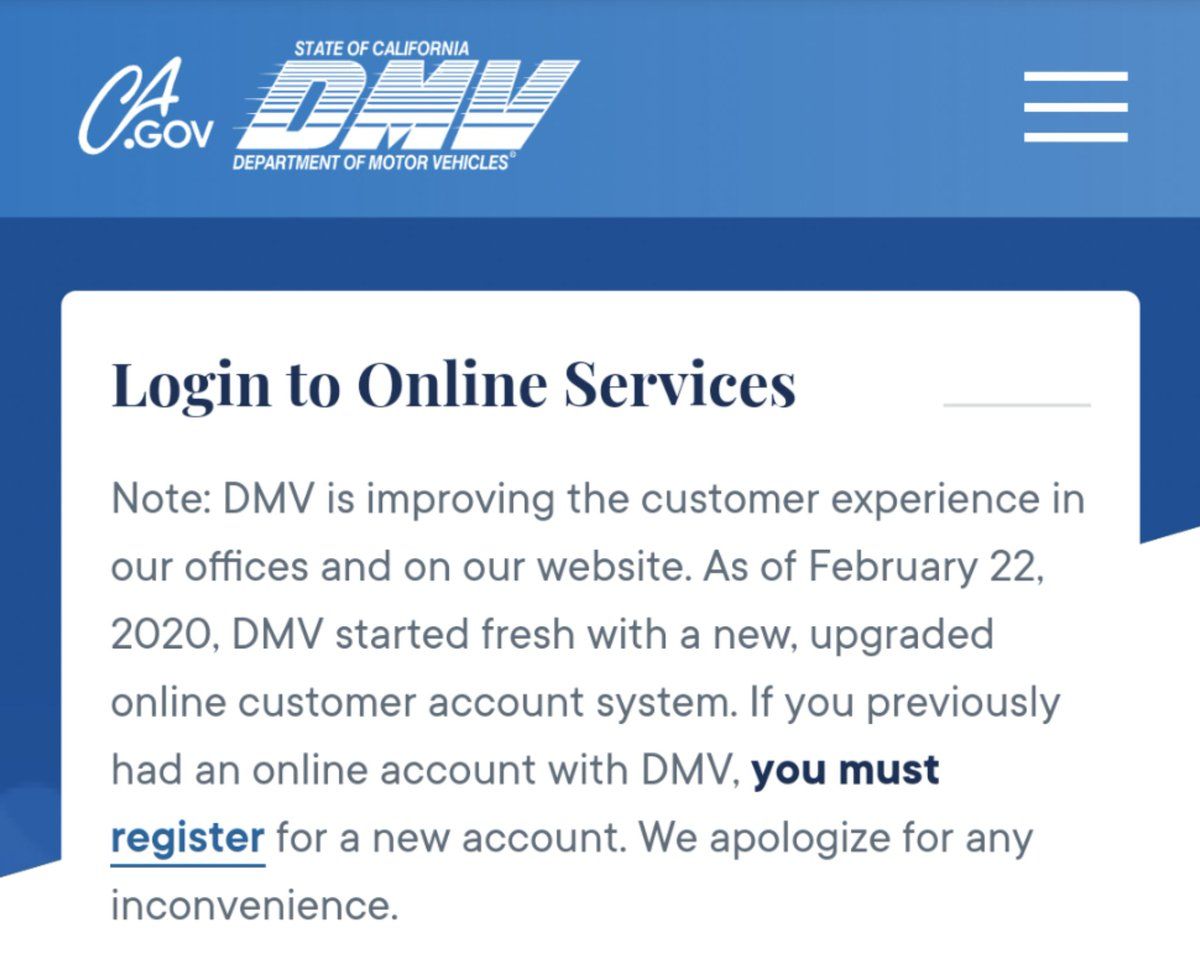 CA.GOV
STATE OF CALIFORNIA
DMV
DEPARTMENT OF MOTOR VEHICLES®
Login to Online Services
Note: DMV is improving the customer experience in
our offices and on our website. As of February 22,
2020, DMV started fresh with a new, upgraded
online customer account system. If you previously
had an online account with DMV, you must
register for a new account. We apologize for any
inconvenience.